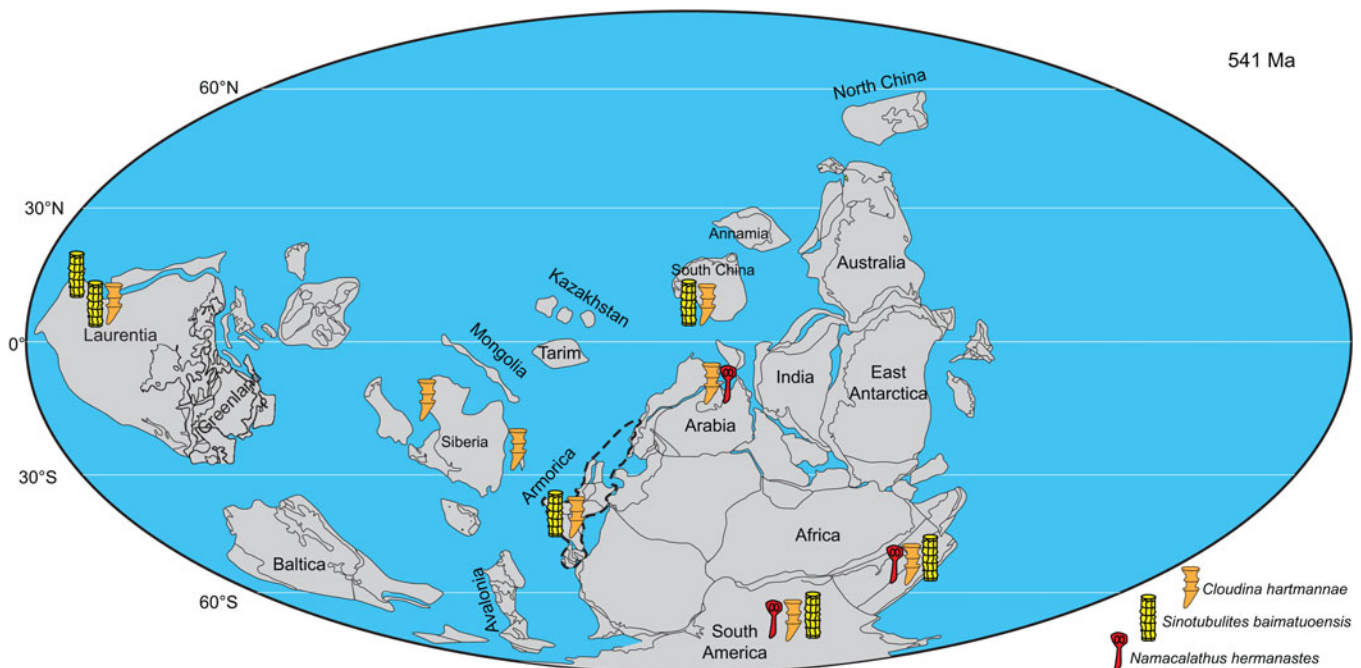 541 Ma
North China
60°N
30°N
Annamia
South China
Australia
Kazakhstan
Laurentia
0°
Mongolia
Tarim
India
East
Antarctica
Greenland
Siberia
Arabia
30°S
Armorica
Africa
Baltica
Avalonia
60°S
South
America
Cloudina hartmannae
Sinotubulites baimatuoensis
Namacalathus hermanastes